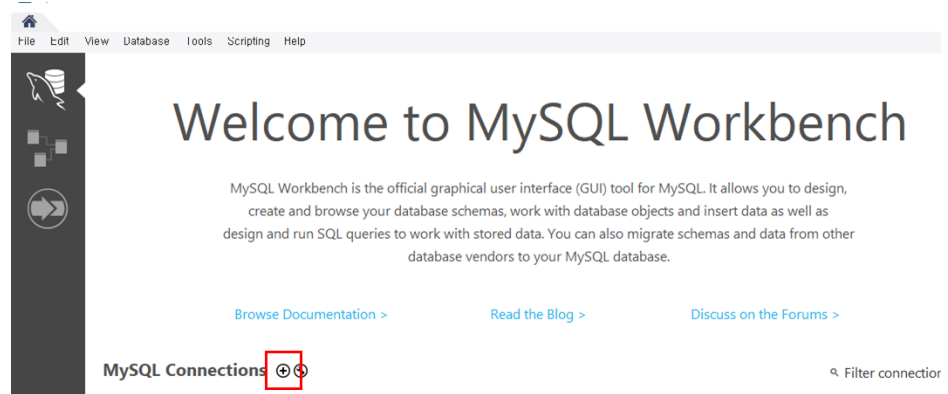 File Edit View Database Tools Scripting Help
Welcome to MySQL Workbench
MySQL Workbench is the official graphical user interface (GUI) tool for MySQL. It allows you to design,
create and browse your database schemas, work with database objects and insert data as well as
design and run SQL queries to work with stored data. You can also migrate schemas and data from other
database vendors to your MySQL database.
Browse Documentation > Read the Blog > Discuss on the Forums >
MySQL Connections Filter connection